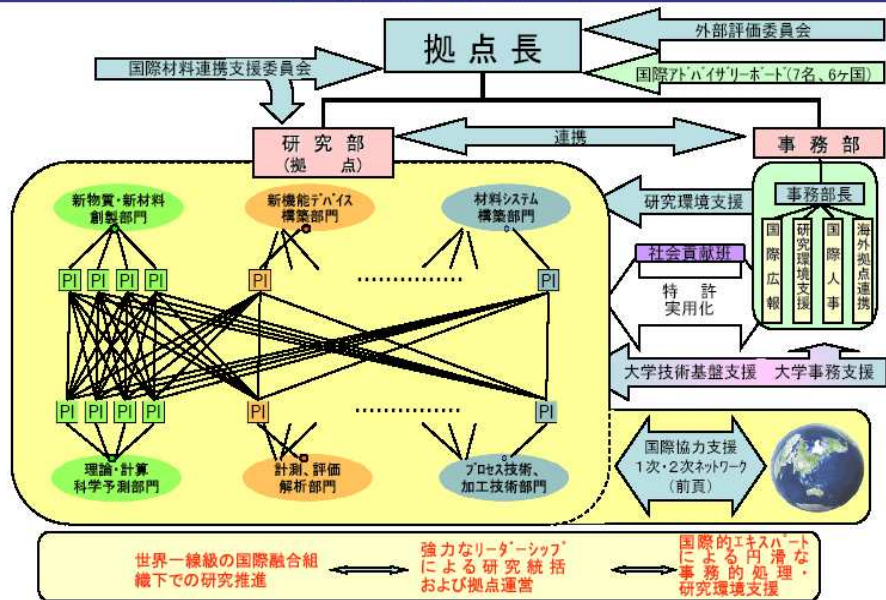 外部評価委員会
拠点長
国際材料連携支援委員会
国際ｱﾄﾞﾊﾞｲｻﾞﾘｰﾎﾞｰﾄﾞ(7名、6ヶ国)
研究部
(拠点)
連携
事務部
新物質・新材料
創製部門
新機能ﾃﾞﾊﾞｲｽ
構築部門
材料システム
構築部門
研究環境支援
事務部長
国際広報
研究環境支援
国際人事
海外拠点連携
社会貢献班
特許
実用化
PI PI PI PI PI PI
大学技術基盤支援
大学事務支援
PI PI PI PI PI PI
理論・計算
科学予測部門
計測、評価
解析部門
ﾌﾟﾛｾｽ技術、
加工技術部門
国際協力支援
1次・2次ネットワーク
(前頁)
世界一線級の国際融合組
織下での研究推進
強力なﾘｰﾀﾞｰｼｯﾌﾟ
による研究統括
および拠点運営
国際的ｴｷｽﾊﾟｰﾄ
による円滑な
事務的処理・
研究環境支援